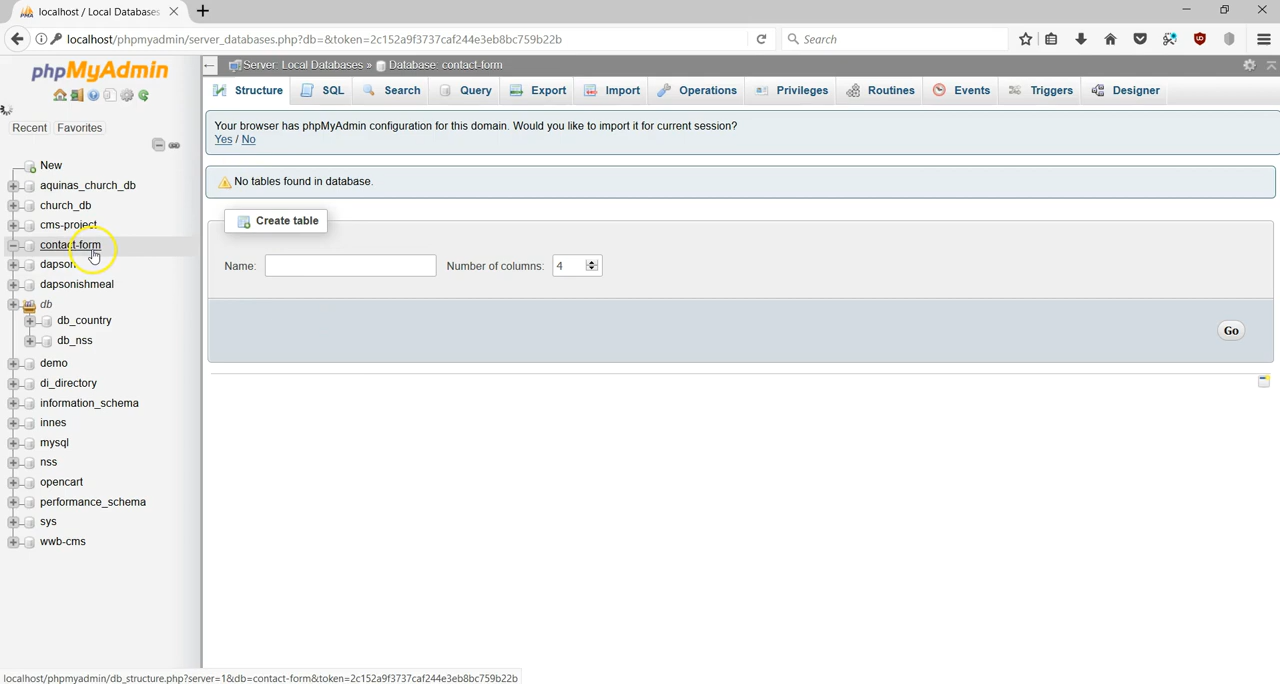 localhost / Local Databases
localhost/phpmyadmin/server_databases.php?db=&token=2c152a9f3737caf244e3eb8bc759b22b
Search
phpMyAdmin
Recent Favorites
New
aquinas_church_db
church_db
cms-project
contact-form
dapson
dapsonishmeal
db
db_country
db_nss
demo
di_directory
information_schema
innes
mysql
nss
opencart
performance_schema
sys
wwb-cms
Server: Local Databases » Database: contact-form
Structure SQL Search Query Export Import Operations Privileges Routines Events Triggers Designer
Your browser has phpMyAdmin configuration for this domain. Would you like to import it for current session?
Yes / No
No tables found in database.
Create table
Name: Number of columns: 4
Go
localhost/phpmyadmin/db_structure.php?server=1&db=contact-form&token=2c152a9f3737caf244e3eb8bc759b22b